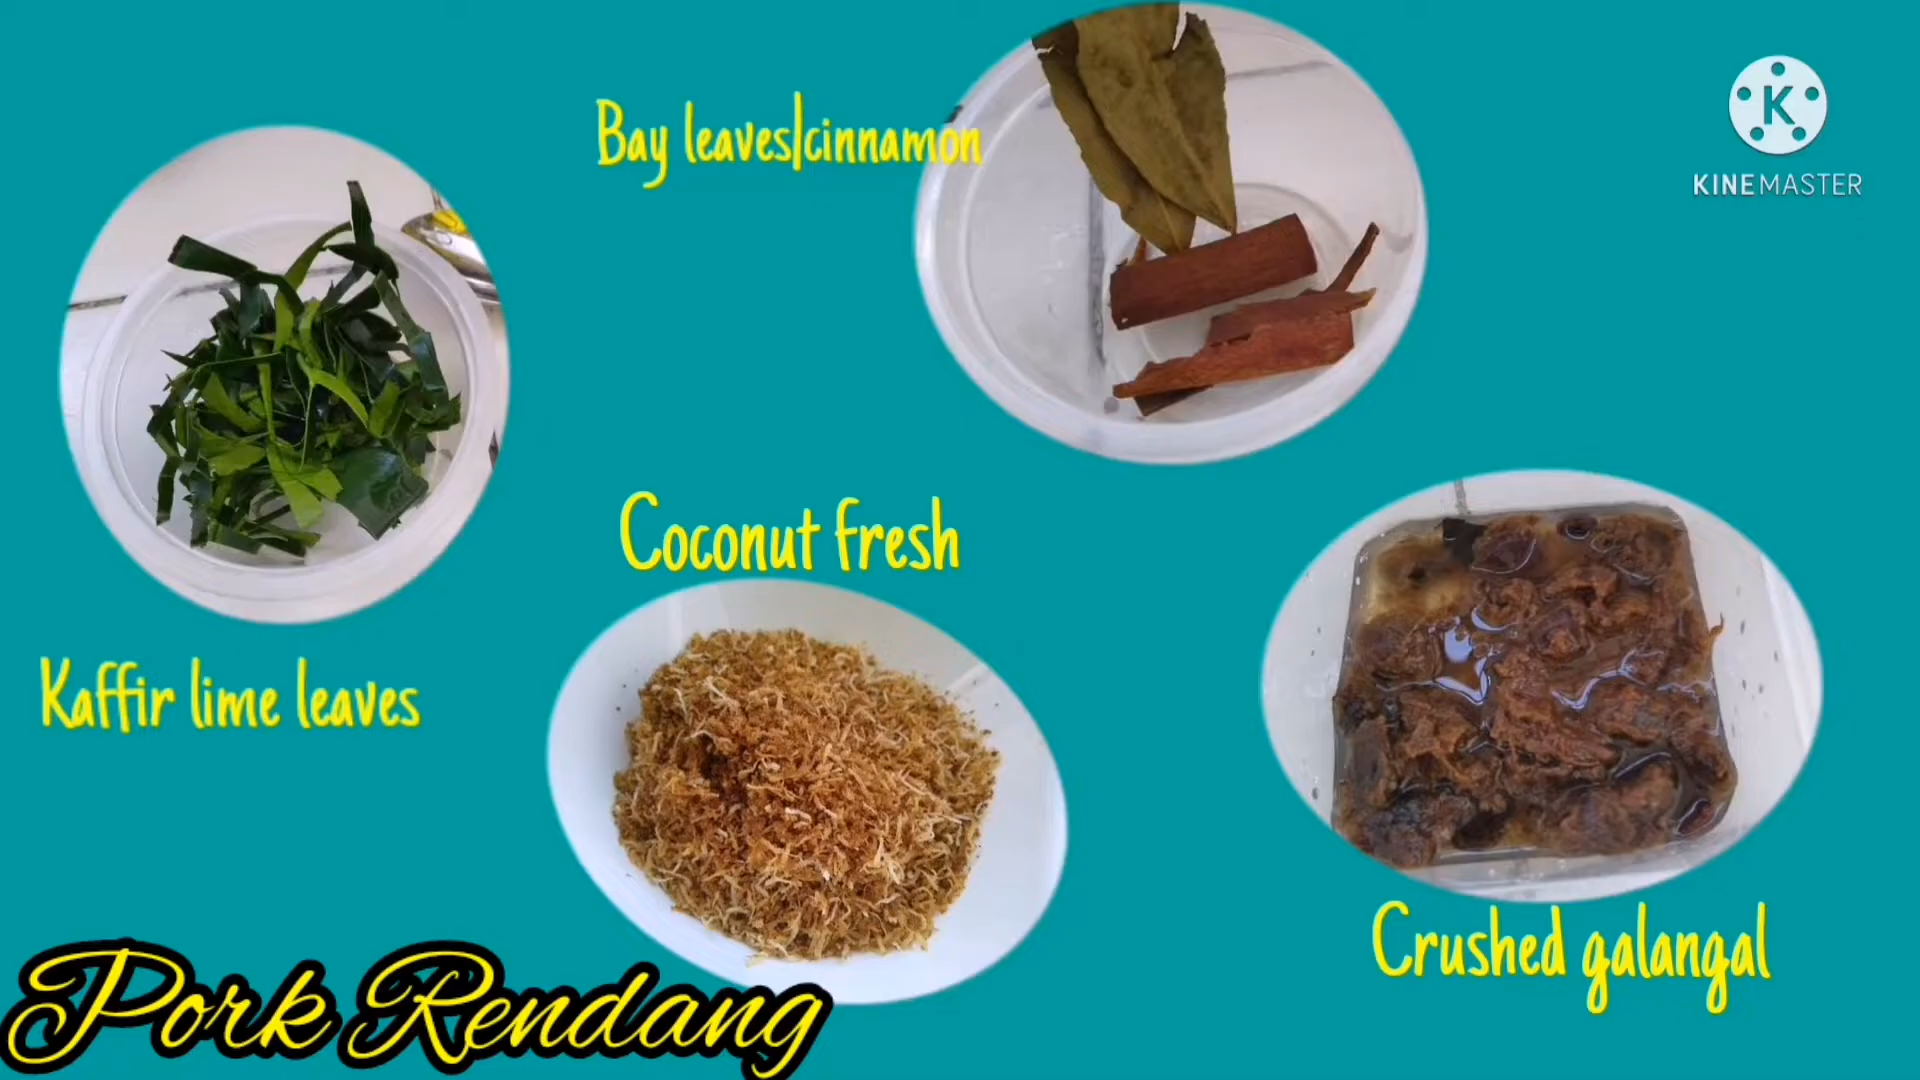 Bay leaves|cinnamon
K
KINEMASTER
Coconut fresh
Kaffir lime leaves
Crushed galangal
Pork Rendang